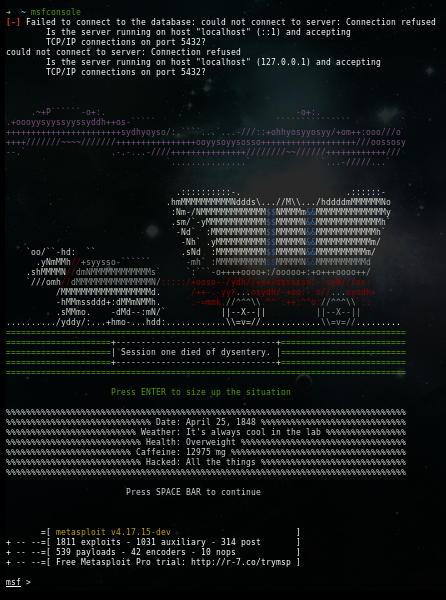 → ~ msfconsole
[-] Failed to connect to the database: could not connect to server: Connection refused
Is the server running on host "localhost" (::1) and accepting
TCP/IP connections on port 5432?
could not connect to server: Connection refused
Is the server running on host "localhost" (127.0.0.1) and accepting
TCP/IP connections on port 5432?
| Session one died of dysentery. |
Press ENTER to size up the situation
%%%%%%%%%%%%%%%%%%%%%%%%%%%%% Date: April 25, 1848 %%%%%%%%%%%%%%%%%%%%%%%%%%%%%
%%%%%%%%%%%%%%%%%%%%%%%%%% Weather: It's always cool in the lab %%%%%%%%%%%%%%%%
%%%%%%%%%%%%%%%%%%%%%%%%%%% Health: Overweight %%%%%%%%%%%%%%%%%%%%%%%%%%%%%%%%%
%%%%%%%%%%%%%%%%%%%%%%%%% Caffeine: 12975 mg %%%%%%%%%%%%%%%%%%%%%%%%%%%%%%%%%%%
%%%%%%%%%%%%%%%%%%%%%%%%%%% Hacked: All the things %%%%%%%%%%%%%%%%%%%%%%%%%%%%%
Press SPACE BAR to continue
=[ metasploit v4.17.15-dev ]
+ -- --=[ 1811 exploits - 1031 auxiliary - 314 post ]
+ -- --=[ 539 payloads - 42 encoders - 10 nops ]
+ -- --=[ Free Metasploit Pro trial: http://r-7.co/trymsp ]
msf >